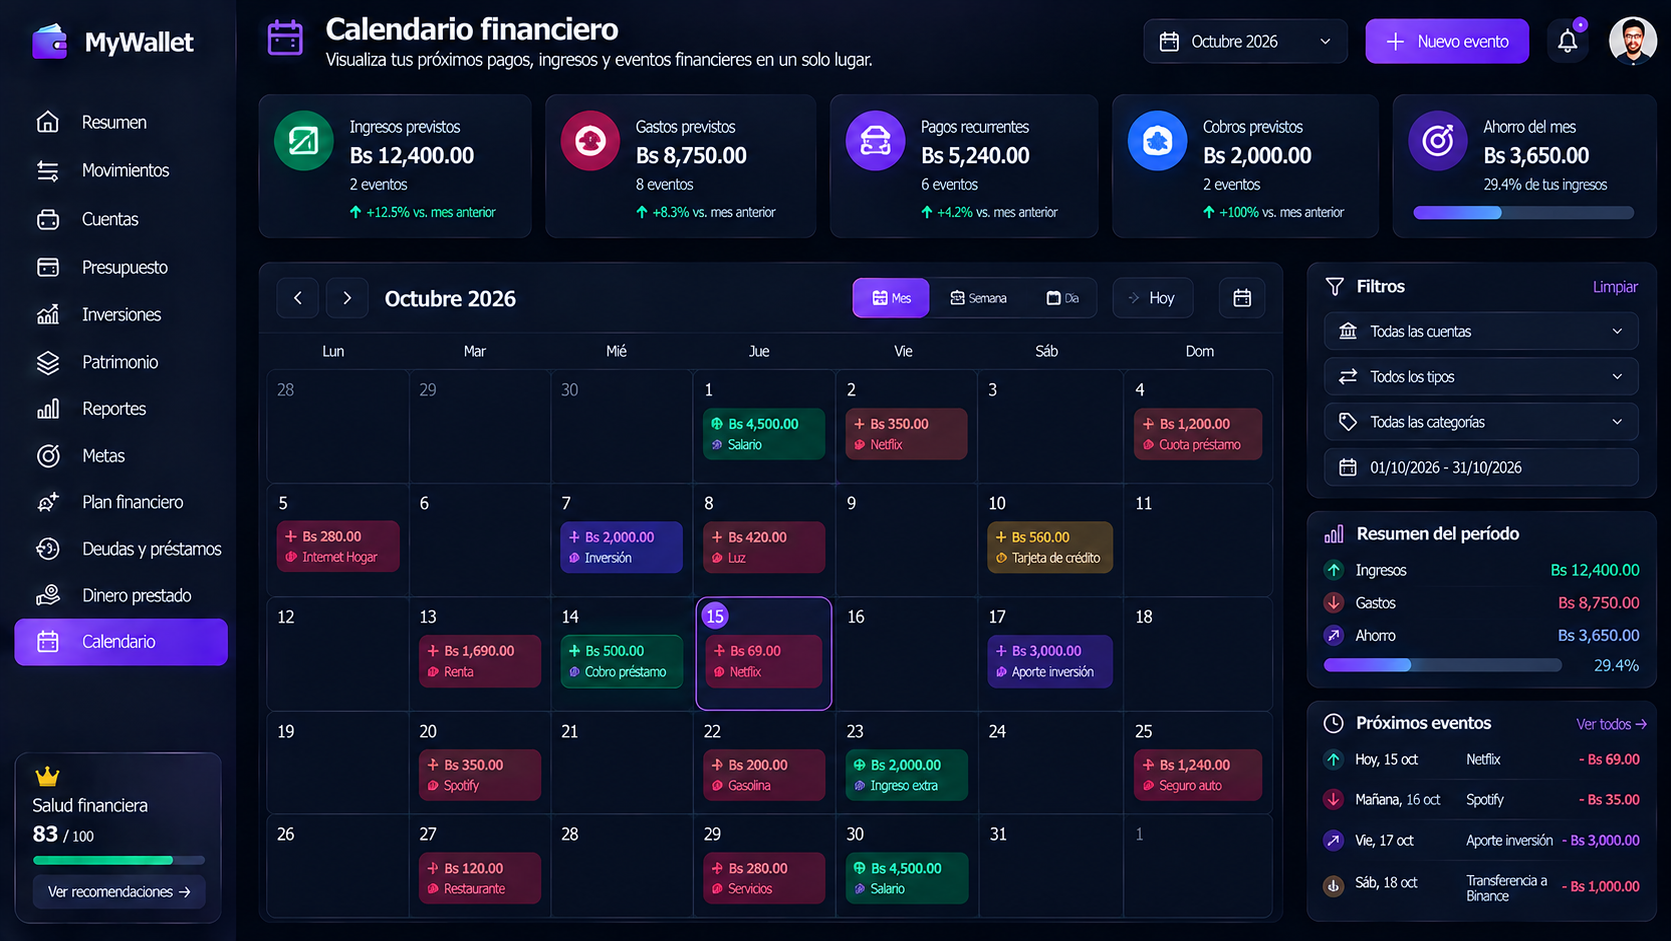 MyWallet
Resumen
Movimientos
Cuentas
Presupuesto
Inversiones
Patrimonio
Reportes
Metas
Plan financiero
Deudas y préstamos
Dinero prestado
Calendario
Salud financiera
83 / 100
Ver recomendaciones →
Calendario financiero
Visualiza tus próximos pagos, ingresos y eventos financieres en un solo lugar.
Octubre 2026
+ Nuevo evento
Ingresos previstos
Bs 12,400.00
2 eventos
↑ +12.5% vs. mes anterior
Gastos previstos
Bs 8,750.00
8 eventos
↑ +8.3% vs. mes anterior
Pagos recurrentes
Bs 5,240.00
6 eventos
↑ +4.2% vs. mes anterior
Cobros previstos
Bs 2,000.00
2 eventos
↑ +100% vs. mes anterior
Ahorro del mes
Bs 3,650.00
29.4% de tus ingresos
Octubre 2026
Mes
Semana
Día
Hoy
Lun Mar Mié Jue Vie Sáb Dom
28 29 30 1 2 3 4
Bs 4,500.00
Salario
+ Bs 350.00
Netflix
+ Bs 1,200.00
Cuota préstamo
5 6 7 8 9 10 11
+ Bs 280.00
Internet Hogar
+ Bs 2,000.00
Inversión
+ Bs 420.00
Luz
+ Bs 560.00
Tarjeta de crédito
12 13 14 15 16 17 18
+ Bs 1,690.00
Renta
+ Bs 500.00
Cobro préstamo
+ Bs 69.00
Netflix
+ Bs 3,000.00
Aporte inversión
19 20 21 22 23 24 25
+ Bs 350.00
Spotify
+ Bs 200.00
Gasolina
Bs 2,000.00
Ingreso extra
+ Bs 1,240.00
Seguro auto
26 27 28 29 30 31 1
+ Bs 120.00
Restaurante
+ Bs 280.00
Servicios
Bs 4,500.00
Salario
Filtros
Limpiar
Todas las cuentas
Todos los tipos
Todas las categorías
01/10/2026 - 31/10/2026
Resumen del período
Ingresos Bs 12,400.00
Gastos Bs 8,750.00
Ahorro Bs 3,650.00
29.4%
Próximos eventos
Ver todos →
Hoy, 15 oct Netflix - Bs 69.00
Mañana, 16 oct Spotify - Bs 35.00
Vie, 17 oct Aporte inversión - Bs 3,000.00
Sáb, 18 oct Transferencia a Binance - Bs 1,000.00